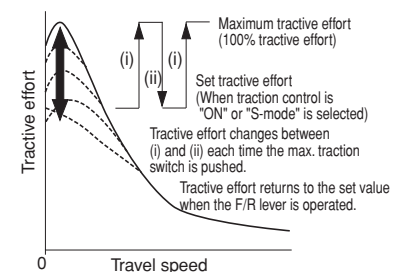 Maximum tractive effort
(100% tractive effort)
(i)
(i)
(ii)
Set tractive effort
(When traction control is
"ON" or "S-mode" is selected)
Tractive effort changes between
(i) and (ii) each time the max. traction
switch is pushed.
Tractive effort returns to the set value
when the F/R lever is operated.
Tractive effort
0
Travel speed